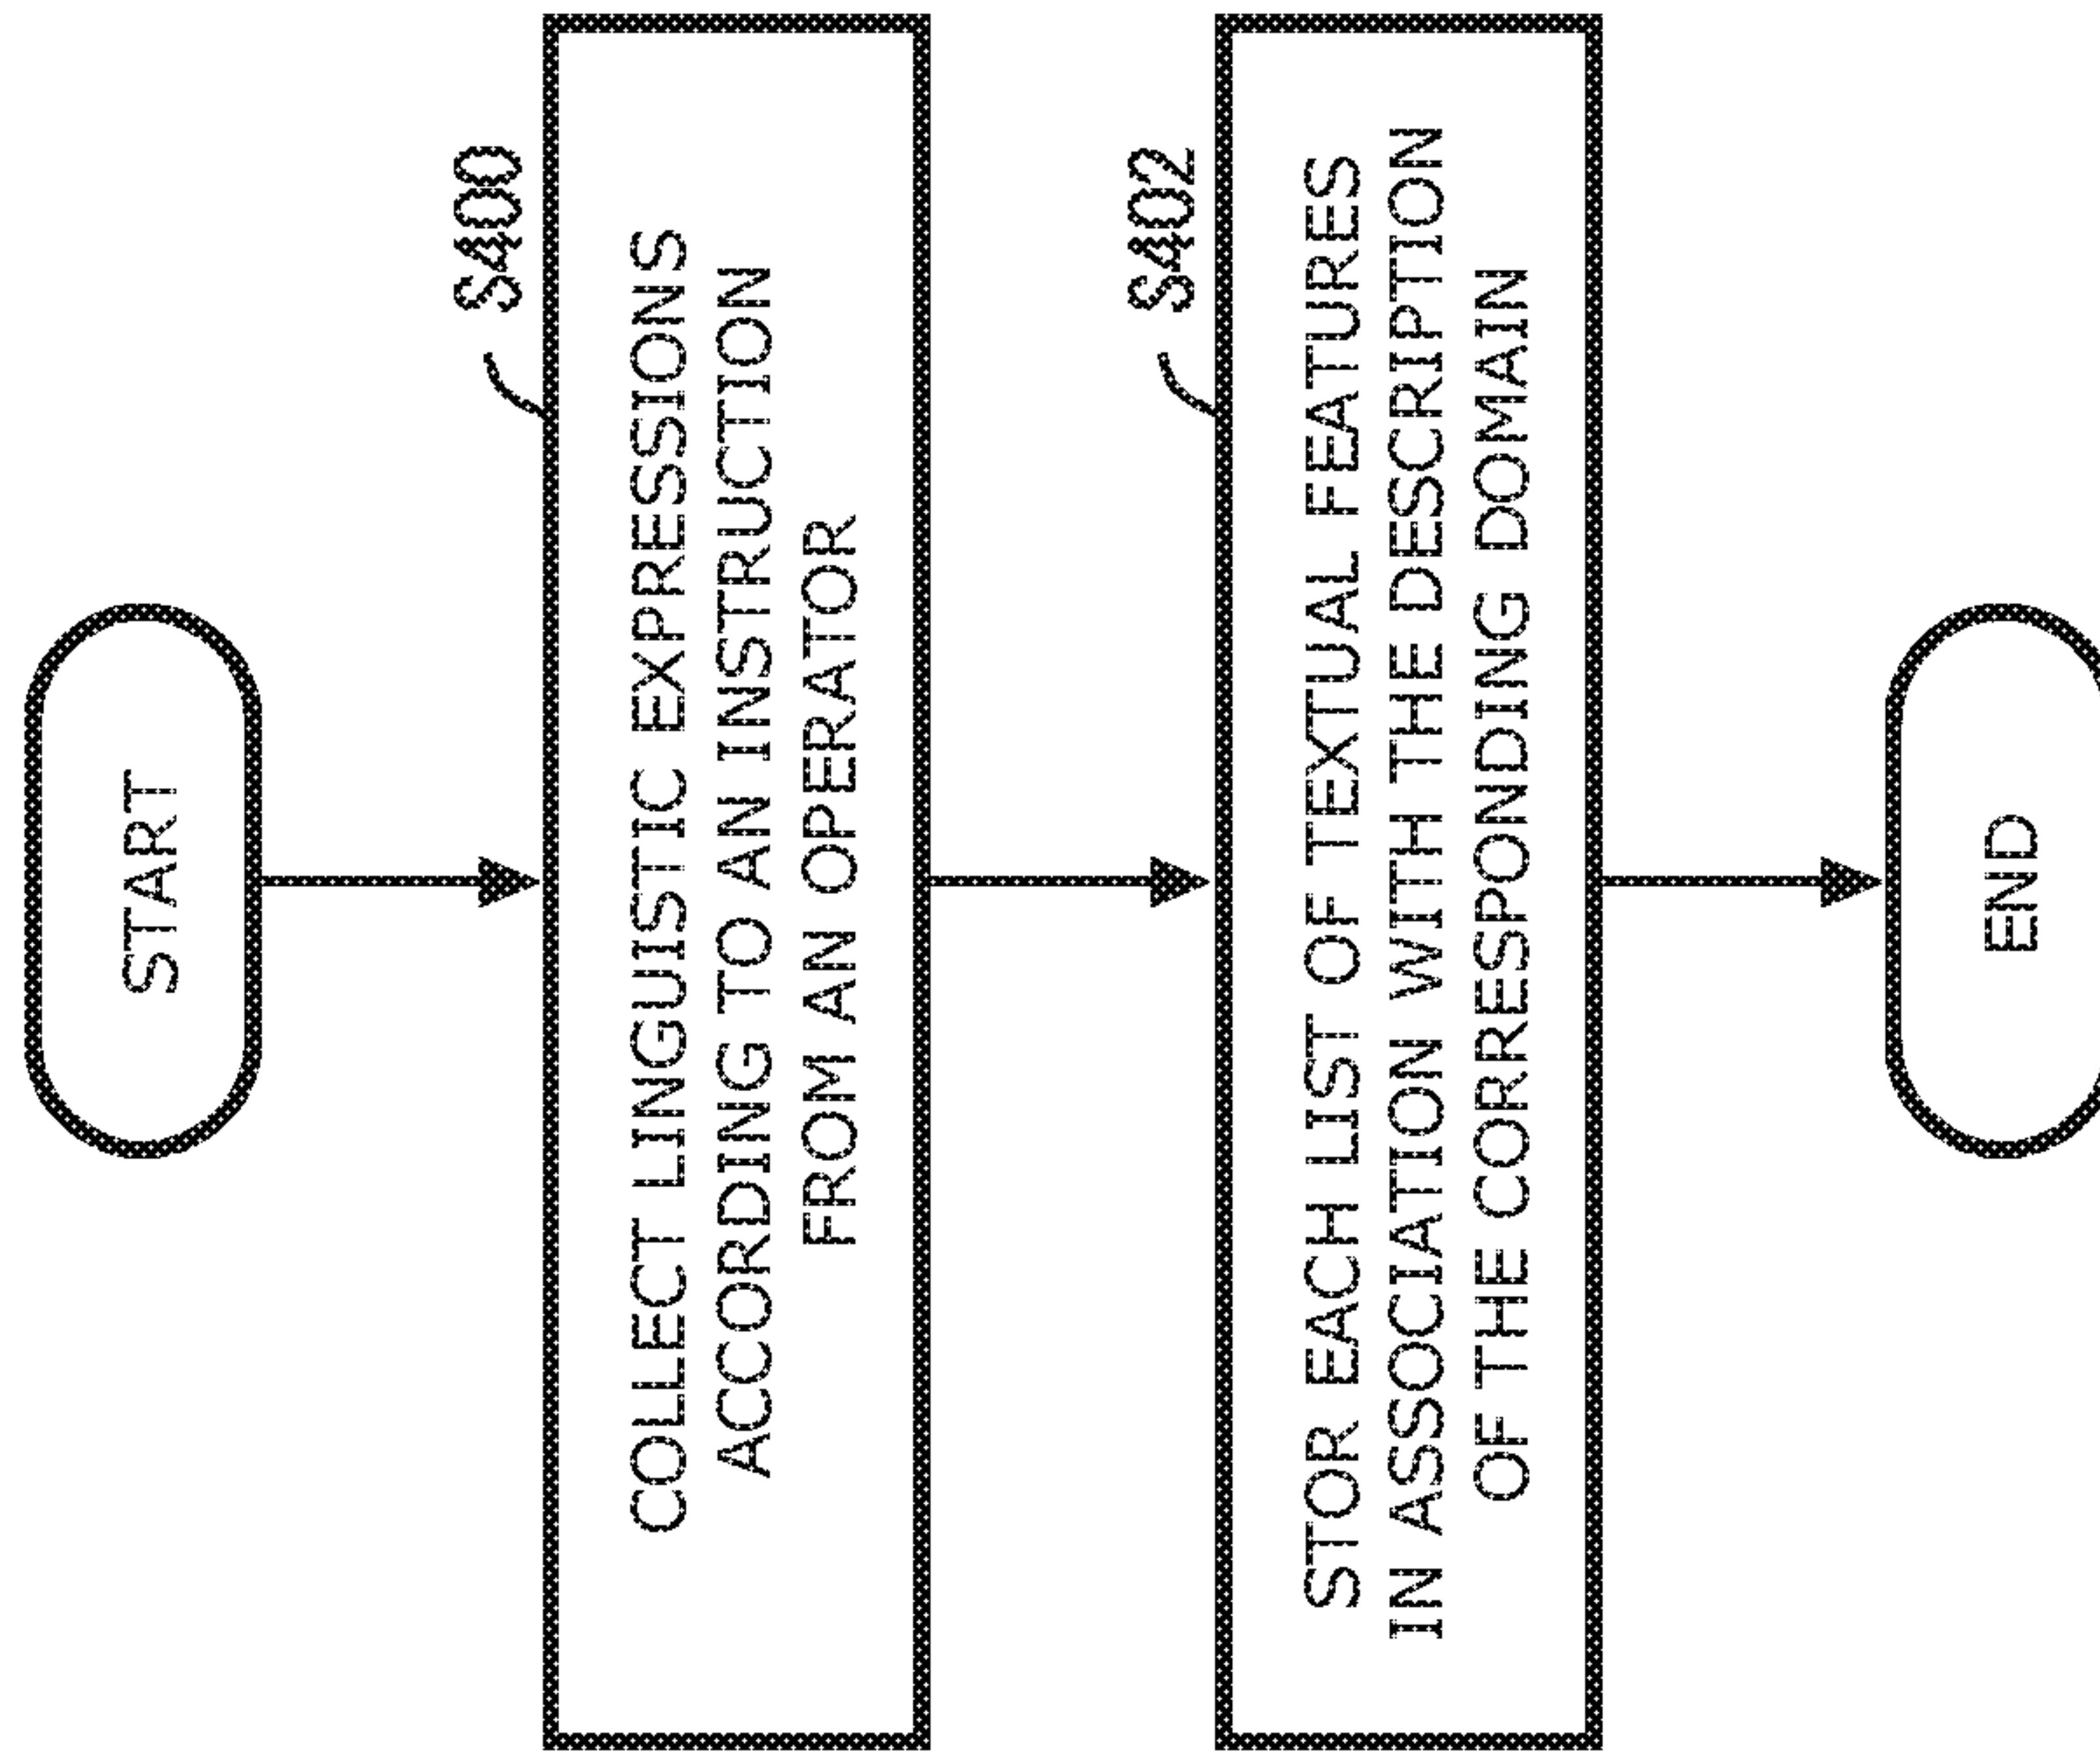 START
S400
COLLECT LINGUISTIC EXPRESSIONS
ACCORDING TO AN INSTRUCTION
FROM AN OPERATOR
S402
STOR EACH LIST OF TEXTUAL FEATURES
IN ASSOCIATION WITH THE DESCRIPTION
OF THE CORRESPONDING DOMAIN
END